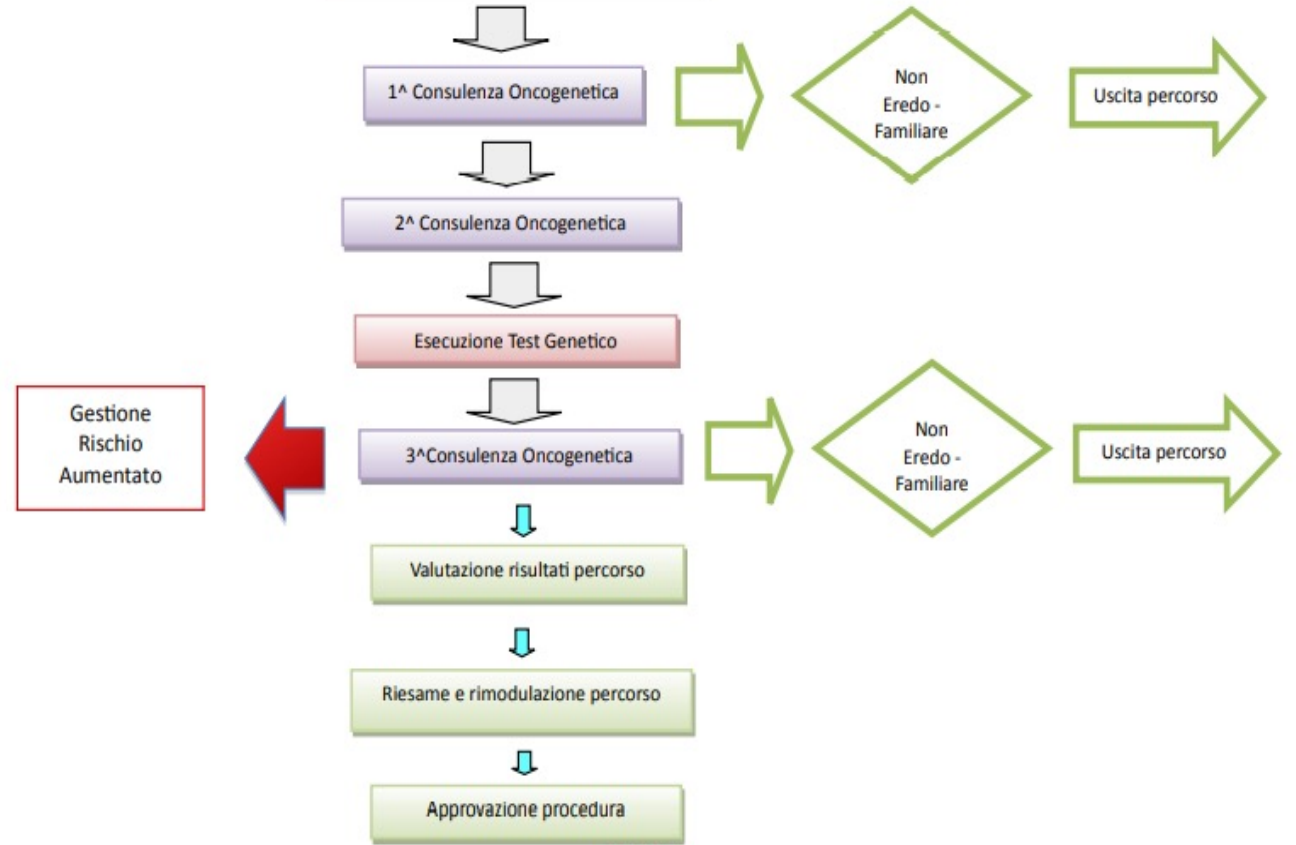 1^ Consulenza Oncogenetica
Non
Eredo -
Familiare
Uscita percorso
2^ Consulenza Oncogenetica
Esecuzione Test Genetico
Gestione
Rischio
Aumentato
3^Consulenza Oncogenetica
Non
Eredo -
Familiare
Uscita percorso
Valutazione risultati percorso
Riesame e rimodulazione percorso
Approvazione procedura